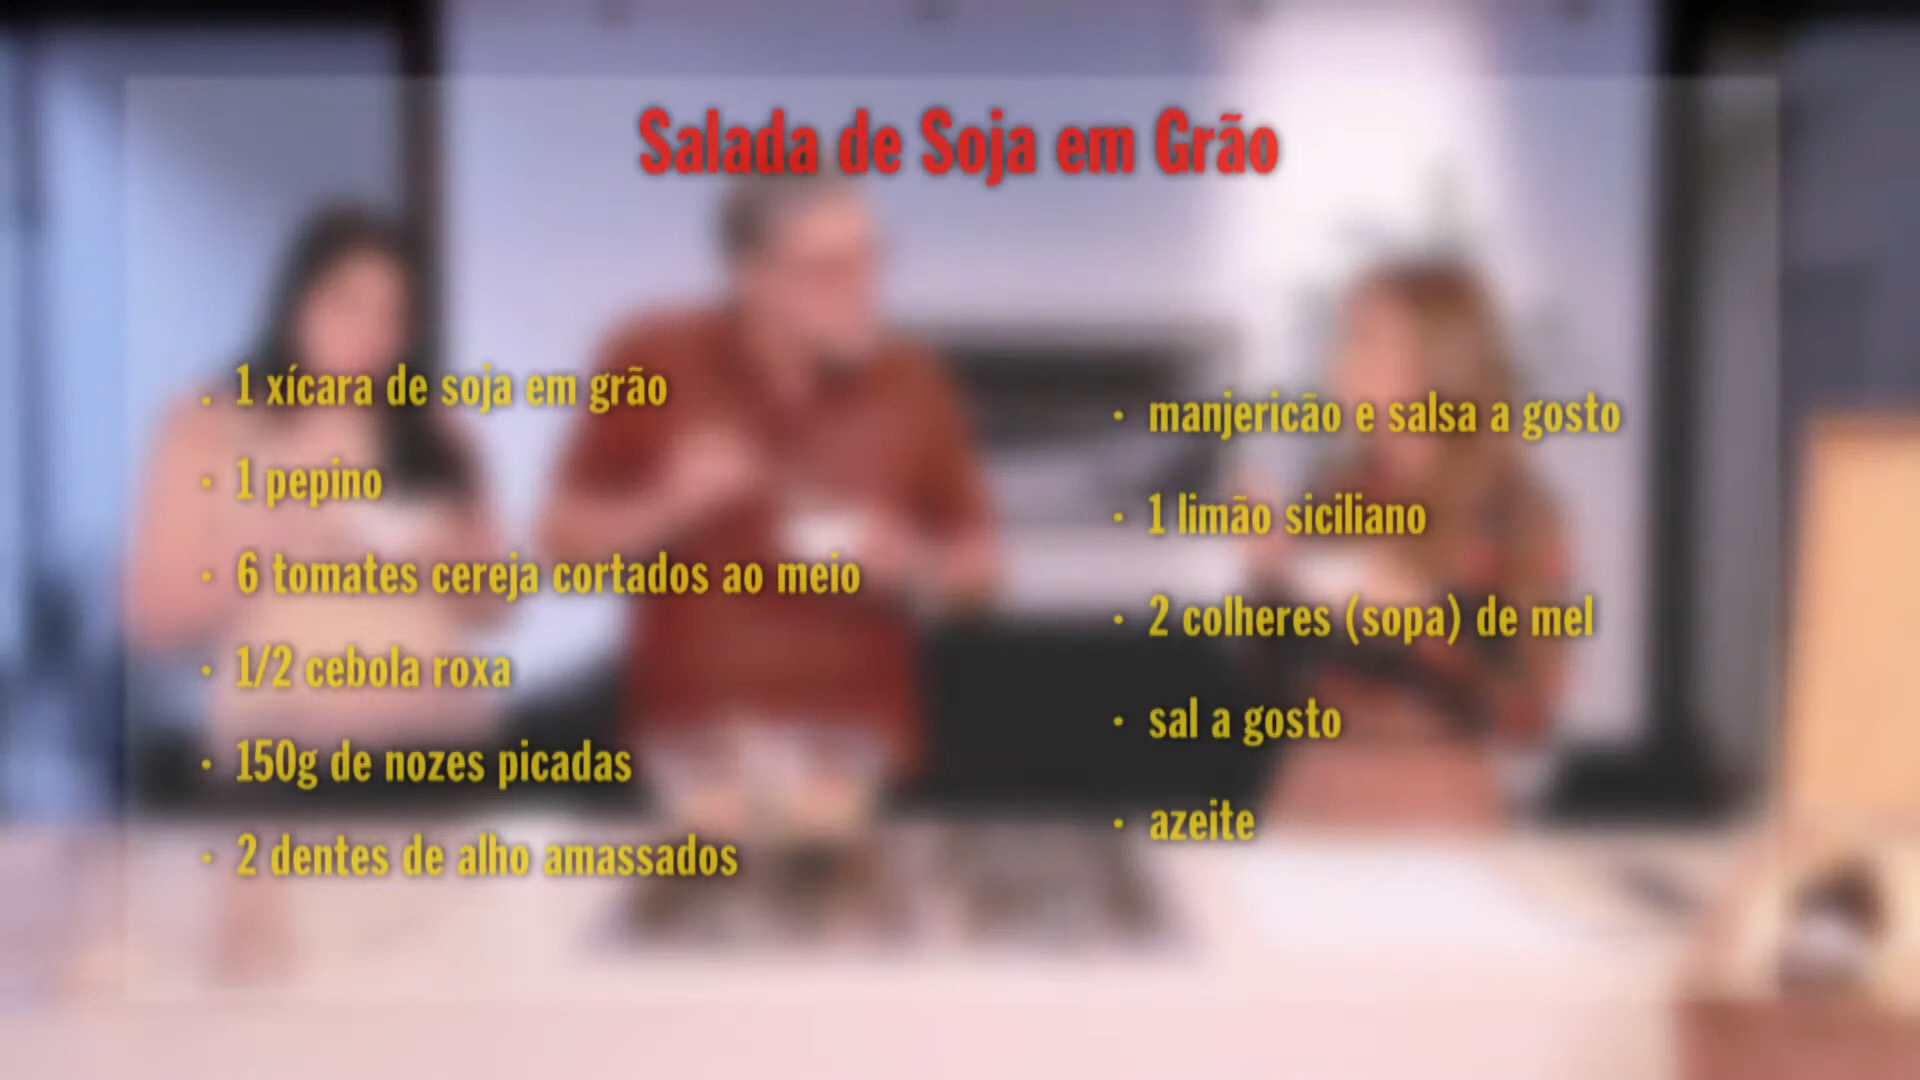 Salada de Soja em Grão
. 1 xícara de soja em grão
· 1 pepino
· 6 tomates cereja cortados ao meio
· 1/2 cebola roxa
· 150g de nozes picadas
· 2 dentes de alho amassados
· manjericão e salsa a gosto
· 1 limão siciliano
· 2 colheres (sopa) de mel
· sal a gosto
· azeite